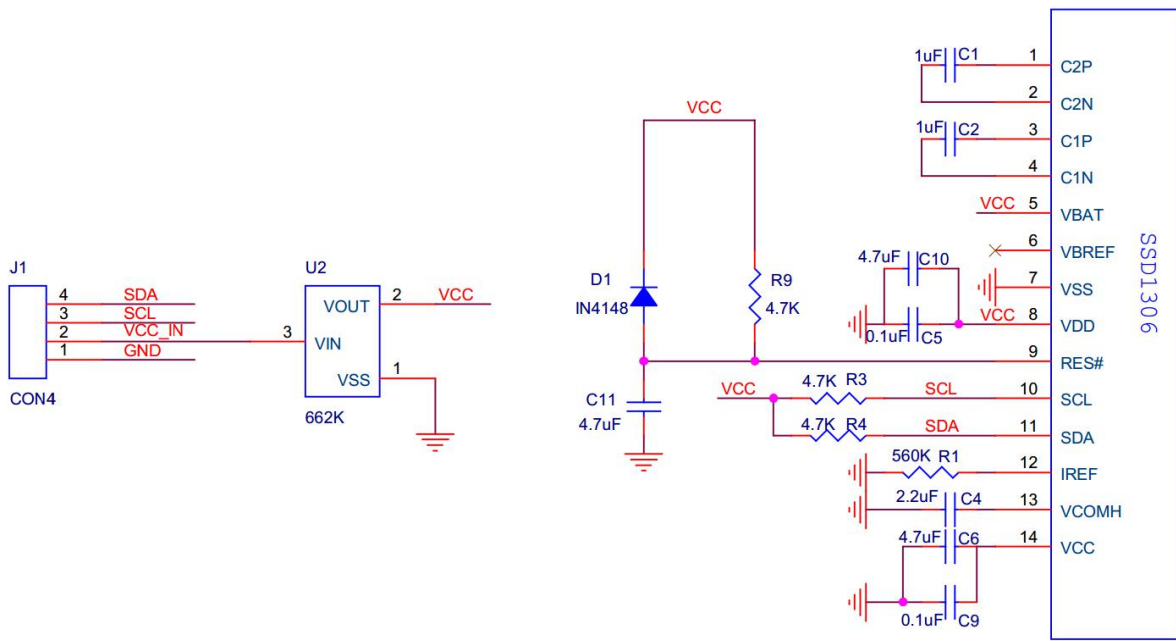 J1
4
SDA
3
SCL
2
VCC_IN
1
GND
CON4
U2
VOUT
2
VCC
3
VIN
VSS
1
662K
VCC
D1
IN4148
R9
4.7K
C11
4.7uF
1uF
C1
1
C2P
2
C2N
1uF
C2
3
C1P
4
C1N
VCC
5
VBAT
6
VBREF
4.7uF
C10
7
VSS
VCC
8
VDD
0.1uF
C5
9
RES#
VCC
4.7K
R3
SCL
10
SCL
4.7K
R4
SDA
11
SDA
560K
R1
12
IREF
2.2uF
C4
13
VCOMH
4.7uF
C6
14
VCC
0.1uF
C9
SSD1306